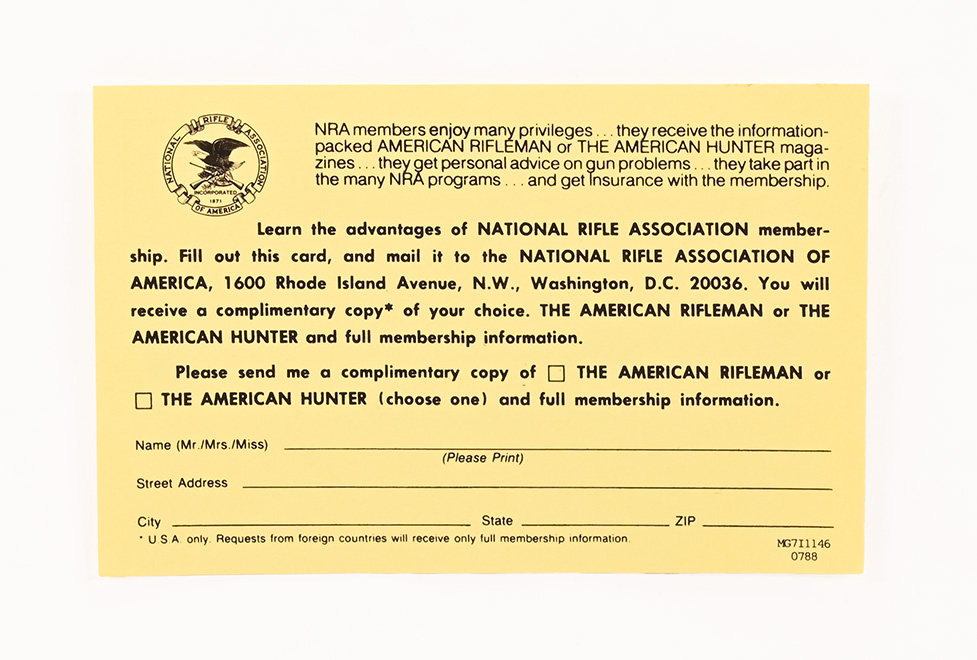 NATIONAL RIFLE ASSOCIATION
INCORPORATED
1871
OF AMERICA
NRA members enjoy many privileges . . . they receive the information-
packed AMERICAN RIFLEMAN or THE AMERICAN HUNTER maga-
zines . . . they get personal advice on gun problems . . . they take part in
the many NRA programs . . . and get Insurance with the membership.
Learn the advantages of NATIONAL RIFLE ASSOCIATION member-
ship. Fill out this card, and mail it to the NATIONAL RIFLE ASSOCIATION OF
AMERICA, 1600 Rhode Island Avenue, N.W., Washington, D.C. 20036. You will
receive a complimentary copy* of your choice. THE AMERICAN RIFLEMAN or THE
AMERICAN HUNTER and full membership information.
Please send me a complimentary copy of □ THE AMERICAN RIFLEMAN or
□ THE AMERICAN HUNTER (choose one) and full membership information.
Name (Mr./Mrs./Miss)
(Please Print)
Street Address
City State ZIP
* U S A only. Requests from foreign countries will receive only full membership information.
MG7I1146
0788